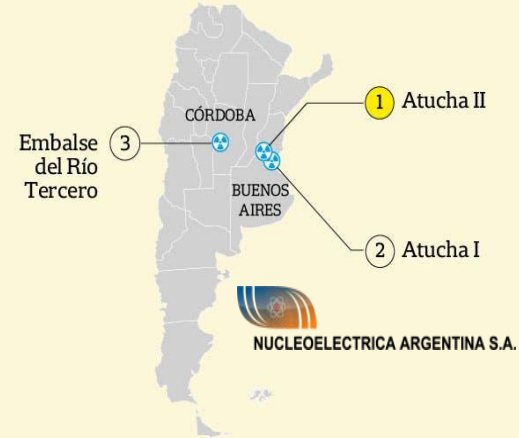 CÓRDOBA
1 Atucha II
Embalse
del Río
Tercero
3
BUENOS
AIRES
2 Atucha I
NUCLEOELECTRICA ARGENTINA S.A.